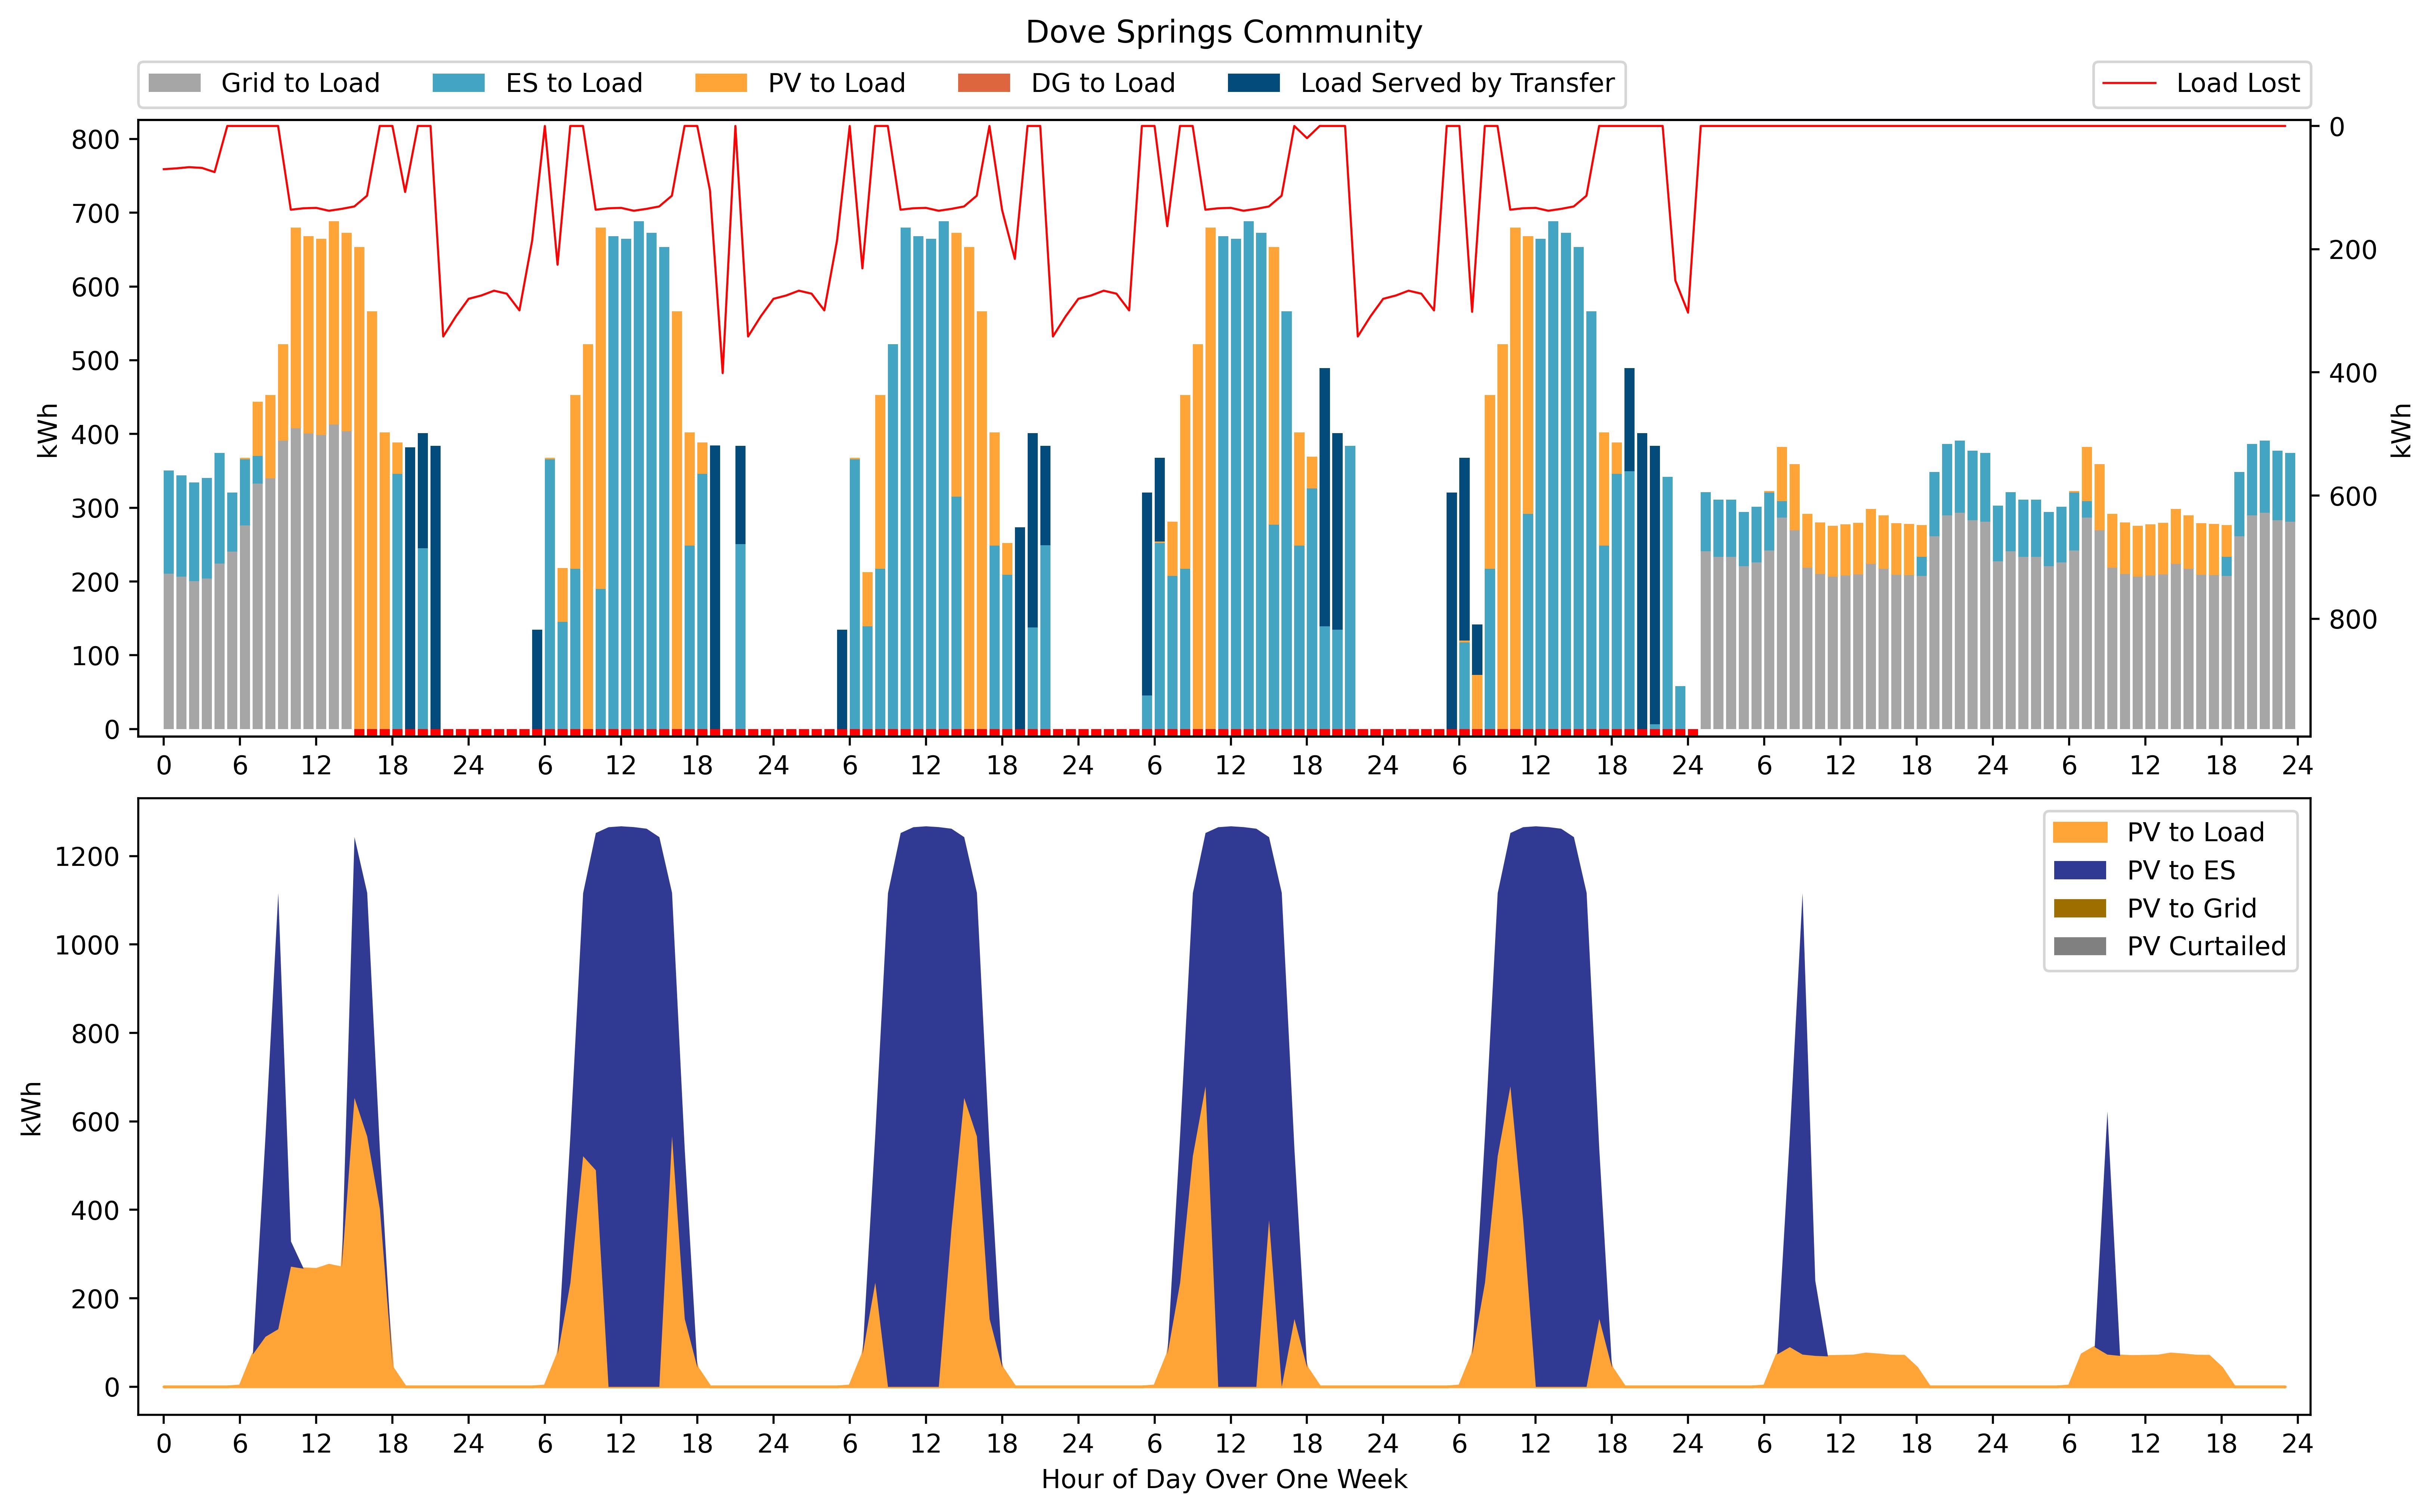 Dove Springs Community
Grid to Load ES to Load PV to Load DG to Load Load Served by Transfer Load Lost
800 0
700
200
600
500
400
kWh 400 kWh
300
600
200
800
100
0
0 6 12 18 24 6 12 18 24 6 12 18 24 6 12 18 24 6 12 18 24 6 12 18 24 6 12 18 24
PV to Load
1200
PV to ES
PV to Grid
1000 PV Curtailed
800
kWh
600
400
200
0
0 6 12 18 24 6 12 18 24 6 12 18 24 6 12 18 24 6 12 18 24 6 12 18 24 6 12 18 24
Hour of Day Over One Week